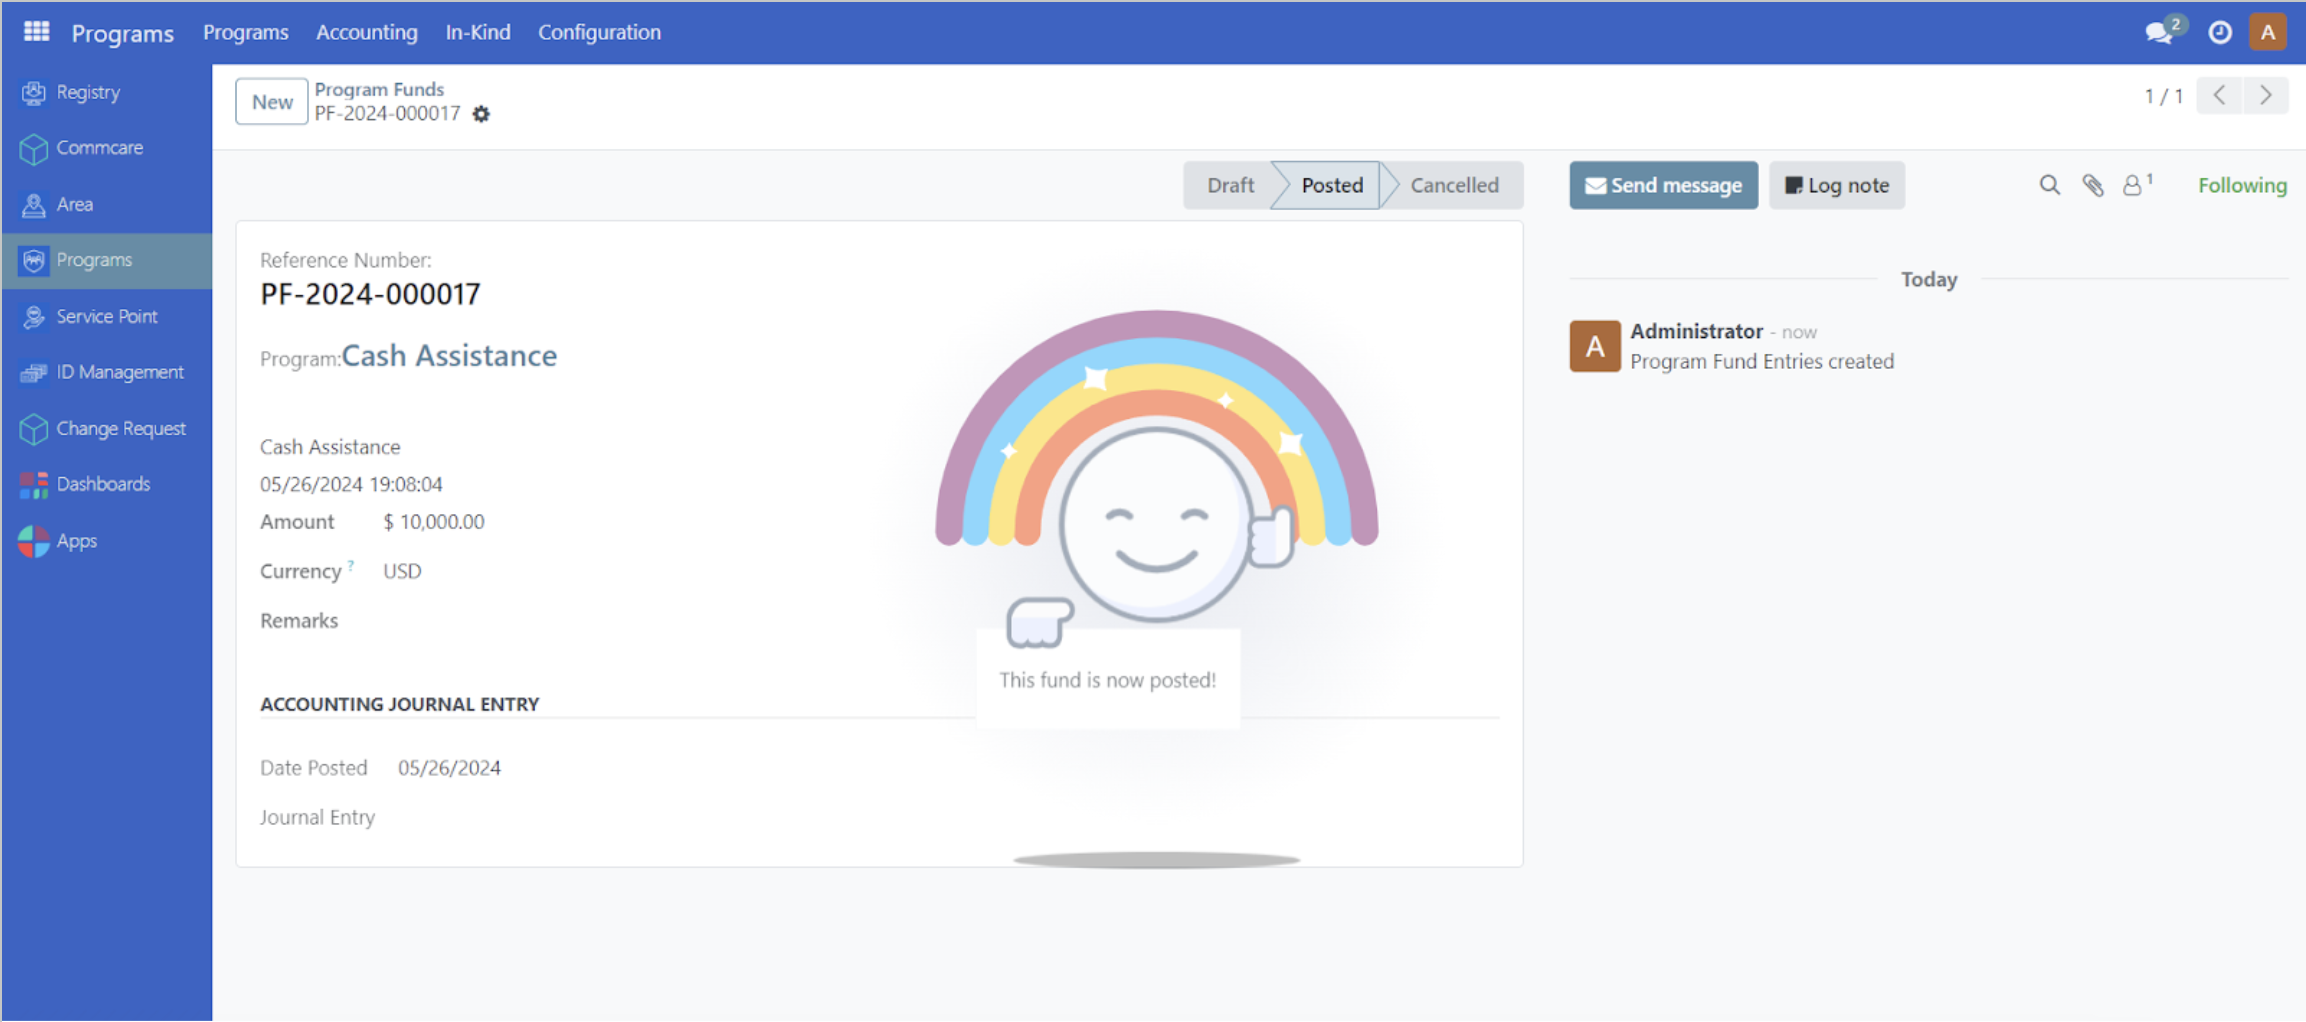 Programs Programs Accounting In-Kind Configuration 2 A
Registry
Commcare
Area
Programs
Service Point
ID Management
Change Request
Dashboards
Apps
New Program Funds
PF-2024-000017
1 / 1
Draft Posted Cancelled
Reference Number:
PF-2024-000017
Program:Cash Assistance
Cash Assistance
05/26/2024 19:08:04
Amount $ 10,000.00
Currency ? USD
Remarks
This fund is now posted!
ACCOUNTING JOURNAL ENTRY
Date Posted 05/26/2024
Journal Entry
Send message Log note 1 Following
Today
A Administrator - now
Program Fund Entries created